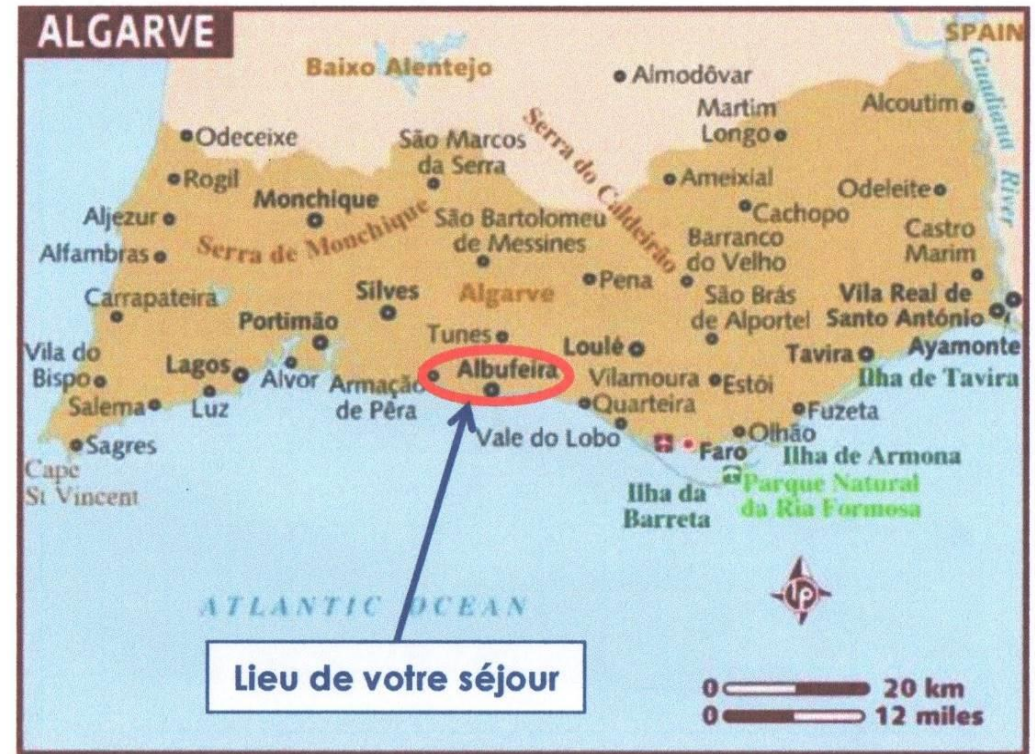 ALGARVE
SPAIN
Baixo Alentejo
Almodôvar
Guadiana River
Martim
Longo
Alcoutim
Odeceixe
São Marcos
da Serra
Serra do Caldeirão
Rogil
Monchique
Ameixial
Odeleite
Cachopo
Aljezur
Serra de Monchique
São Bartolomeu
de Messines
Barranco
do Velho
Castro
Marim
Alfambras
Pena
Carrapateira
Silves
Algarve
São Brás
de Alportel
Vila Real de
Santo António
Portimão
Tunes
Loulé
Tavira
Ayamonte
Vila do
Bispo
Lagos
Alvor
Armação
de Pêra
Albufeira
Vilamoura
Estói
Ilha de Tavira
Salema
Luz
Quarteira
Fuzeta
Sagres
Vale do Lobo
Faro
Olhão
Ilha de Armona
Cape
St Vincent
Ilha da
Barreta
Parque Natural
da Ria Formosa
ATLANTIC OCEAN
lp
Lieu de votre séjour
0 20 km
0 12 miles